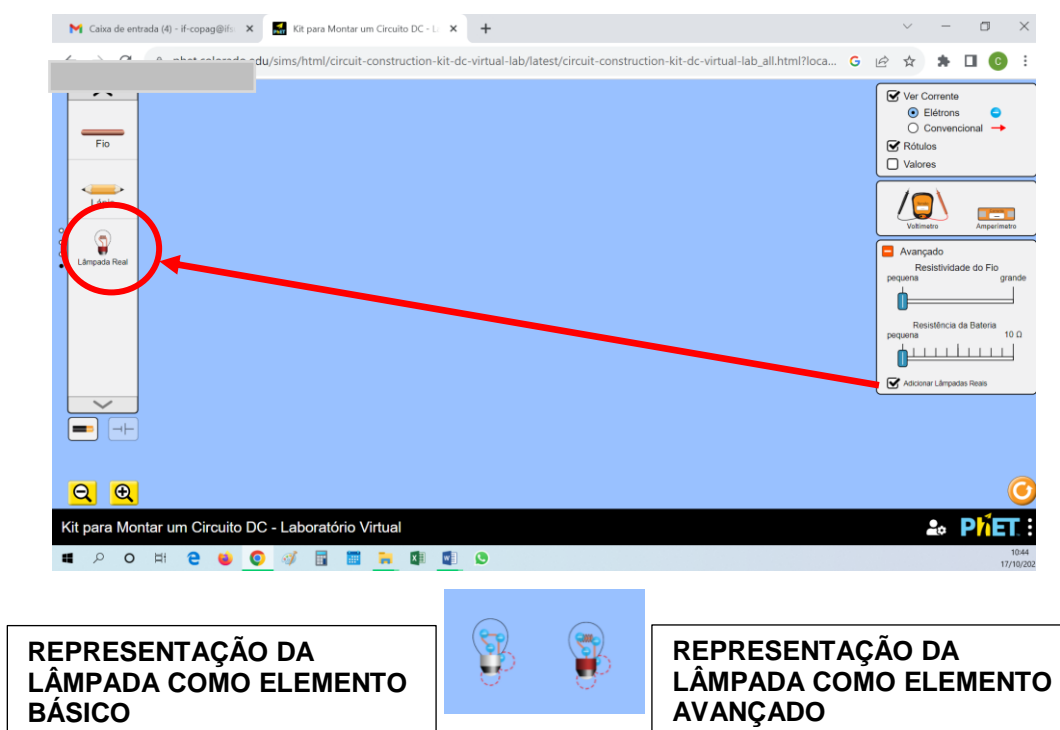 Caixa de entrada (4) - if-copag@ifs
Kit para Montar um Circuito DC - L
edu/sims/html/circuit-construction-kit-dc-virtual-lab/latest/circuit-construction-kit-dc-virtual-lab_all.html?loca...
G
C
Fio
Lâmpada Real
Ver Corrente
Elétrons
Convencional
Rótulos
Valores
Voltímetro
Amperímetro
Avançado
Resistividade do Fio
pequena grande
Resistência da Bateria
pequena 10 Ω
Adicionar Lâmpadas Reais
Kit para Montar um Circuito DC - Laboratório Virtual
PhET
10:44
17/10/202
REPRESENTAÇÃO DA
LÂMPADA COMO ELEMENTO
BÁSICO
REPRESENTAÇÃO DA
LÂMPADA COMO ELEMENTO
AVANÇADO